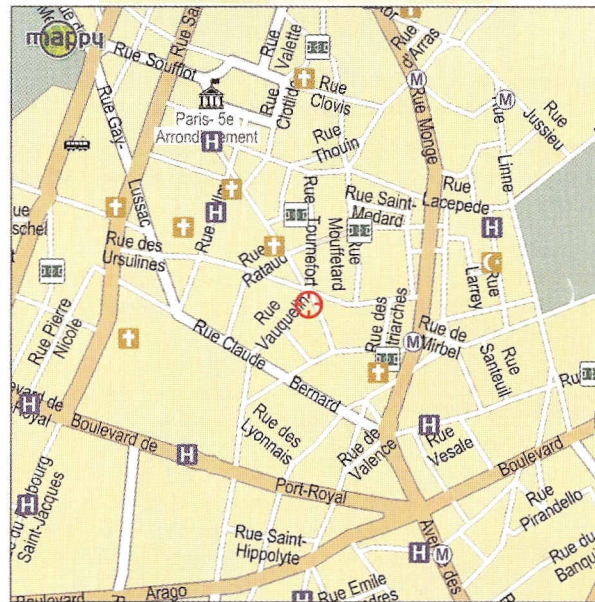 mappy
Rue Soufflot
Rue Gay-
Lussac
Paris- 5e
Arrondissement
Rue
Valette
Rue
Clotilde
Rue
Clovis
Rue
Thouin
d'Arras
Rue Monge
Rue
Jussieu
Rue
Linne
Rue
Lacepede
Rue Saint-
Medard
Rue
Tournefort
Rue
Mouffetard
Rue
Larrey
Rue des
Ursulines
Rue
Rataud
Rue
Vauquelin
Rue des
Rue de
Mirbel
Rue
Santeuil
Rue Pierre
Nicole
Rue Claude
Bernard
Rue des
Lyonnais
Rue de
Valence
Rue
Vesale
Boulevard de
Port-Royal
Boulevard
Rue
Pirandello
Saint-Jacques
Rue Saint-
Hippolyte
Boulevard
Arago
Rue Emile
des
Rue du
H
H
H
H
H
H
H
H
M
M
M
M